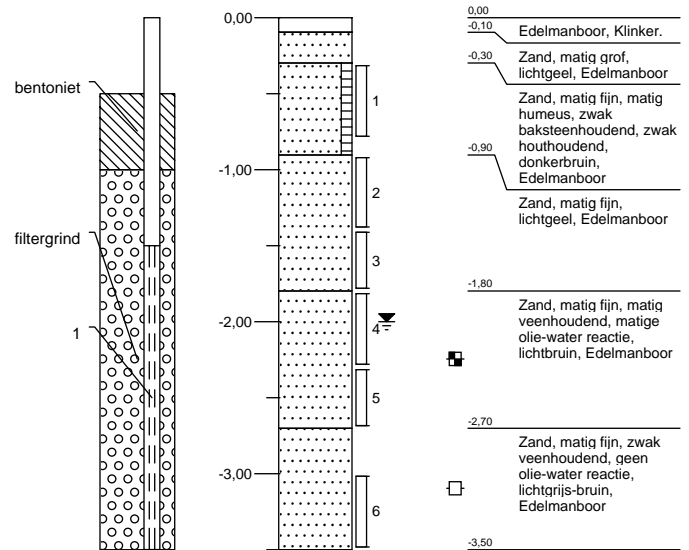 bentoniet
filtergrind
1
0,00
-1,00
-2,00
-3,00
1
2
3
4
5
6
0,00
-0,10
Edelmanboor, Klinker.
-0,30
Zand, matig grof,
lichtgeel, Edelmanboor
Zand, matig fijn, matig
humeus, zwak
baksteenhoudend, zwak
houthoudend,
donkerbruin,
Edelmanboor
-0,90
Zand, matig fijn,
lichtgeel, Edelmanboor
-1,80
Zand, matig fijn, matig
veenhoudend, matige
olie-water reactie,
lichtbruin, Edelmanboor
-2,70
Zand, matig fijn, zwak
veenhoudend, geen
olie-water reactie,
lichtgrijs-bruin,
Edelmanboor
-3,50